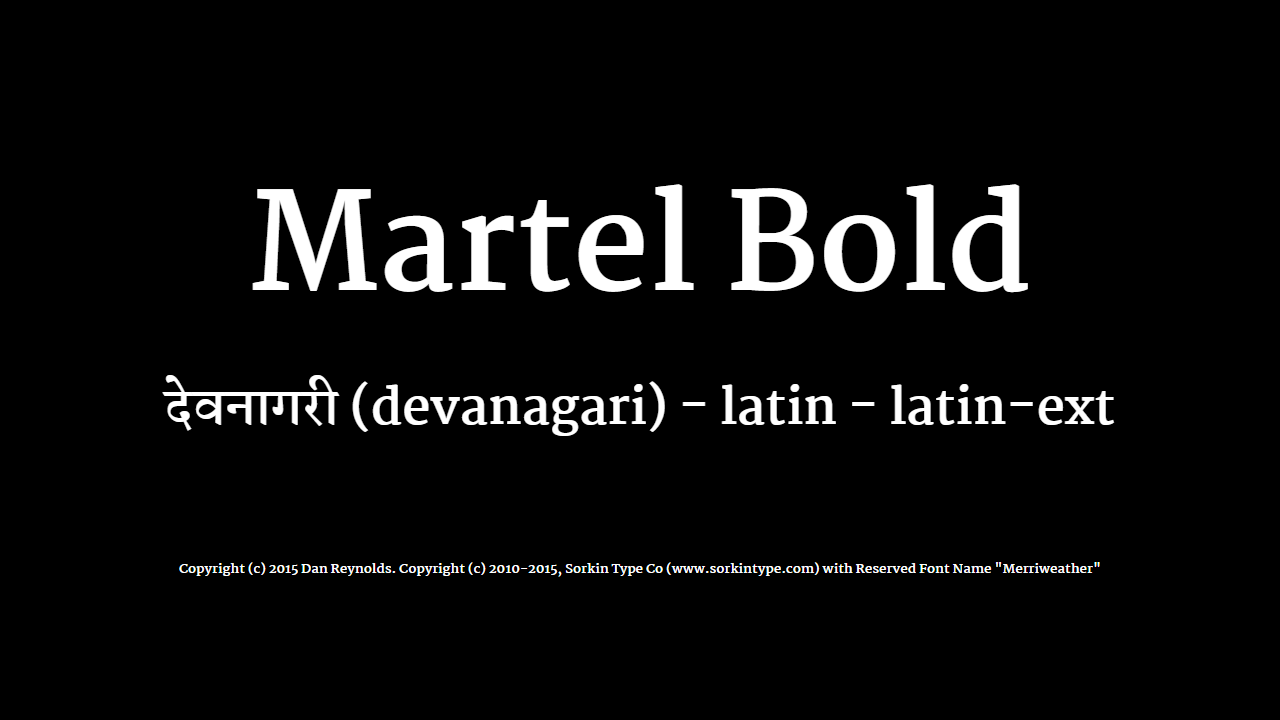 Martel Bold
देवनागरी (devanagari) - latin - latin-ext
Copyright (c) 2015 Dan Reynolds. Copyright (c) 2010-2015, Sorkin Type Co (www.sorkintype.com) with Reserved Font Name "Merriweather"